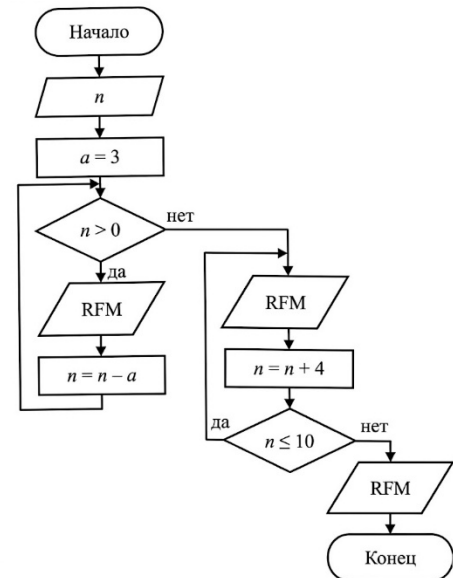 Начало
n
a = 3
n > 0
нет
да
RFM
n = n – a
RFM
n = n + 4
да
n ≤ 10
нет
RFM
Конец